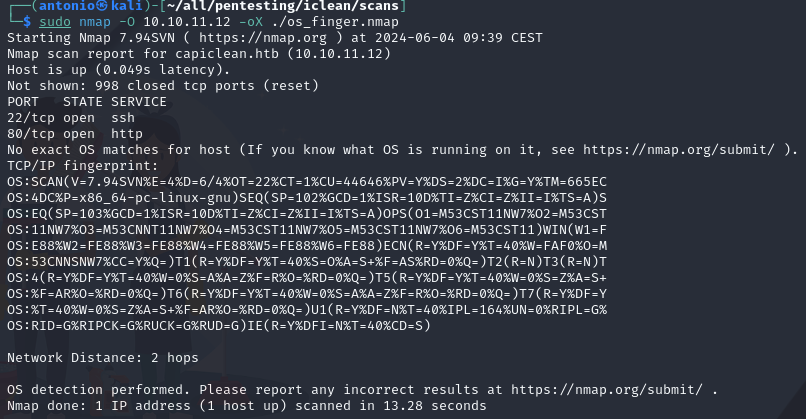 ┌──(antonio㉿kali)-[~/all/pentesting/iclean/scans]
└─$ sudo nmap -O 10.10.11.12 -oX ./os_finger.nmap
Starting Nmap 7.94SVN ( https://nmap.org ) at 2024-06-04 09:39 CEST
Nmap scan report for capiclean.htb (10.10.11.12)
Host is up (0.049s latency).
Not shown: 998 closed tcp ports (reset)
PORT   STATE SERVICE
22/tcp open  ssh
80/tcp open  http
No exact OS matches for host (If you know what OS is running on it, see https://nmap.org/submit/ ).
TCP/IP fingerprint:
OS:SCAN(V=7.94SVN%E=4%D=6/4%OT=22%CT=1%CU=44646%PV=Y%DS=2%DC=I%G=Y%TM=665EC
OS:4DC%P=x86_64-pc-linux-gnu)SEQ(SP=102%GCD=1%ISR=10D%TI=Z%CI=Z%II=I%TS=A)S
OS:EQ(SP=103%GCD=1%ISR=10D%TI=Z%CI=Z%II=I%TS=A)OPS(O1=M53CST11NW7%O2=M53CST
OS:11NW7%O3=M53CNNT11NW7%O4=M53CST11NW7%O5=M53CST11NW7%O6=M53CST11)WIN(W1=F
OS:E88%W2=FE88%W3=FE88%W4=FE88%W5=FE88%W6=FE88)ECN(R=Y%DF=Y%T=40%W=FAF0%O=M
OS:53CNNSNW7%CC=Y%Q=)T1(R=Y%DF=Y%T=40%S=O%A=S+%F=AS%RD=0%Q=)T2(R=N)T3(R=N)T
OS:4(R=Y%DF=Y%T=40%W=0%S=A%A=Z%F=R%O=%RD=0%Q=)T5(R=Y%DF=Y%T=40%W=0%S=Z%A=S+
OS:%F=AR%O=%RD=0%Q=)T6(R=Y%DF=Y%T=40%W=0%S=A%A=Z%F=R%O=%RD=0%Q=)T7(R=Y%DF=Y
OS:%T=40%W=0%S=Z%A=S+%F=AR%O=%RD=0%Q=)U1(R=Y%DF=N%T=40%IPL=164%UN=0%RIPL=G%
OS:RID=G%RIPCK=G%RUCK=G%RUD=G)IE(R=Y%DFI=N%T=40%CD=S)
Network Distance: 2 hops
OS detection performed. Please report any incorrect results at https://nmap.org/submit/ .
Nmap done: 1 IP address (1 host up) scanned in 13.28 seconds